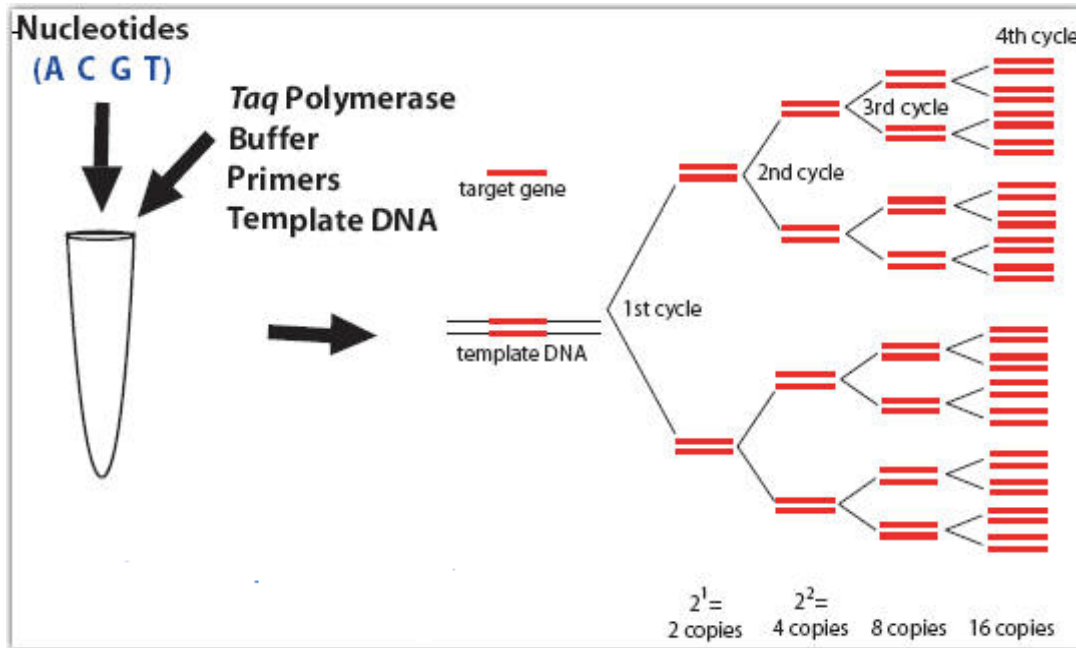 -Nucleotides
(A C G T)
Taq Polymerase
Buffer
Primers
Template DNA
target gene
template DNA
1st cycle
2nd cycle
3rd cycle
4th cycle
2¹=
2 copies
2²=
4 copies
8 copies
16 copies